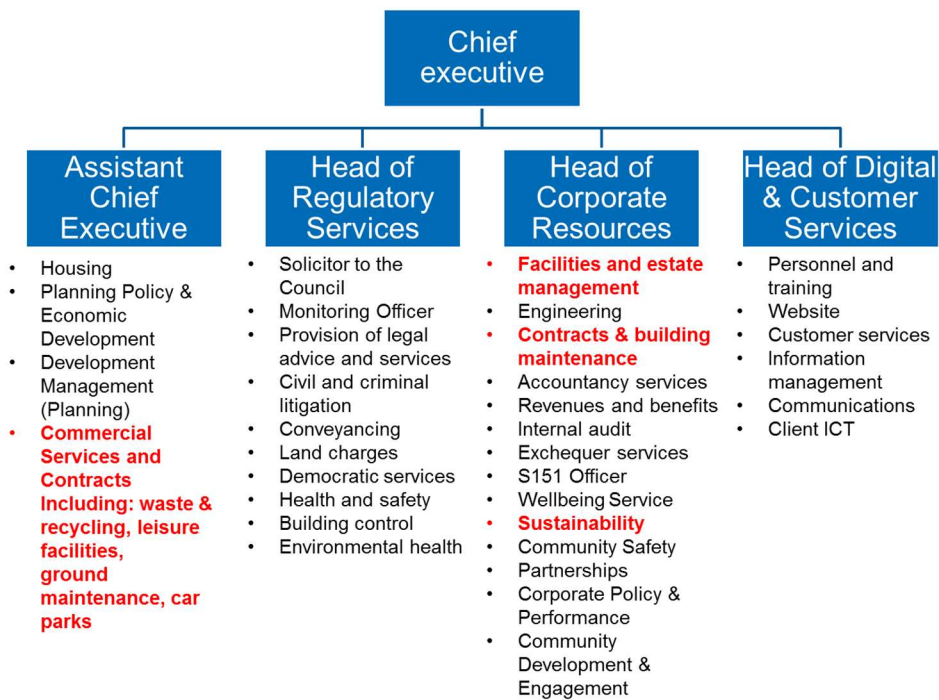 Chief
executive
Assistant
Chief
Executive
• Housing
• Planning Policy &
Economic
Development
• Development
Management
(Planning)
• Commercial
Services and
Contracts
Including: waste &
recycling, leisure
facilities,
ground
maintenance, car
parks
Head of
Regulatory
Services
• Solicitor to the
Council
• Monitoring Officer
• Provision of legal
advice and services
• Civil and criminal
litigation
• Conveyancing
• Land charges
• Democratic services
• Health and safety
• Building control
• Environmental health
Head of
Corporate
Resources
• Facilities and estate
management
• Engineering
• Contracts & building
maintenance
• Accountancy services
• Revenues and benefits
• Internal audit
• Exchequer services
• S151 Officer
• Wellbeing Service
• Sustainability
• Community Safety
• Partnerships
• Corporate Policy &
Performance
• Community
Development &
Engagement
Head of Digital
& Customer
Services
• Personnel and
training
• Website
• Customer services
• Information
management
• Communications
• Client ICT